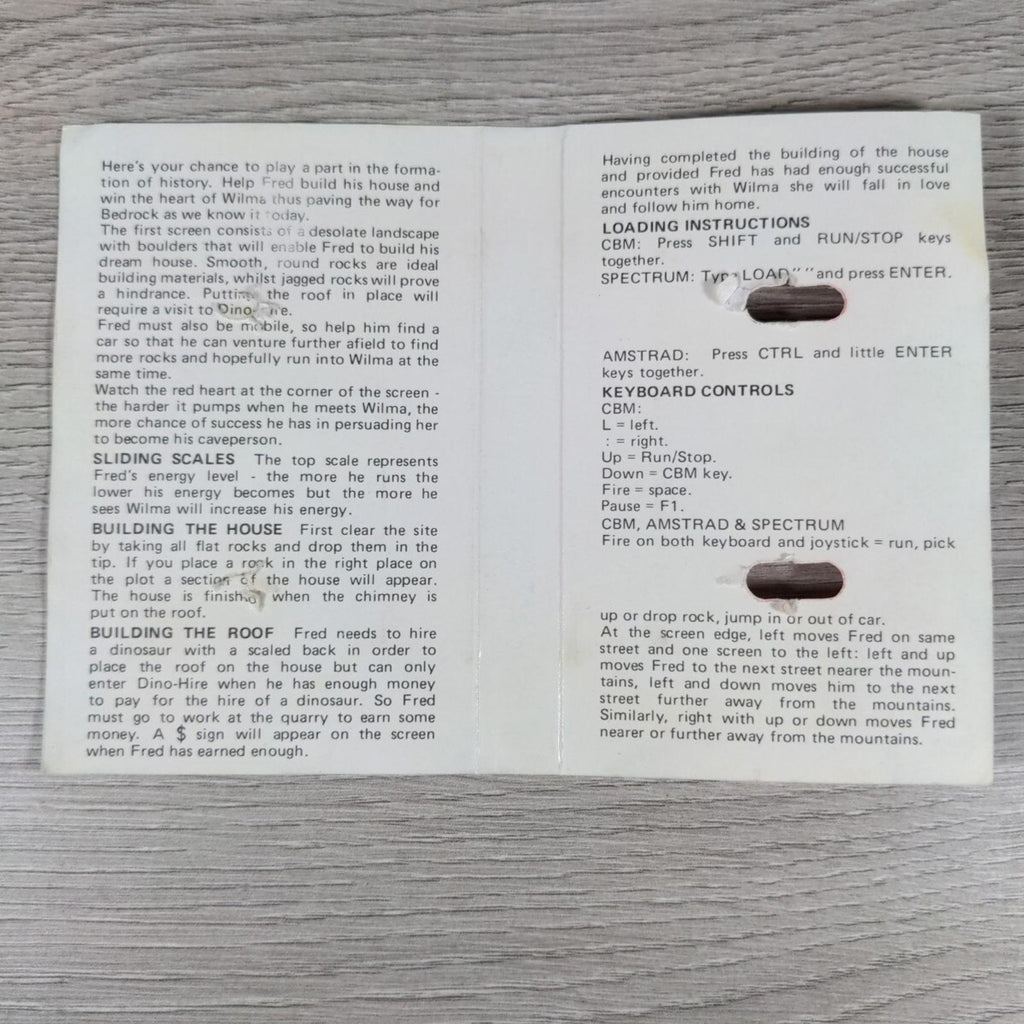 Here's your chance to play a part in the forma-
tion of history. Help Fred build his house and
win the heart of Wilma thus paving the way for
Bedrock as we know it today.
The first screen consists of a desolate landscape
with boulders that will enable Fred to build his
dream house. Smooth, round rocks are ideal
building materials, whilst jagged rocks will prove
a hindrance. Putting the roof in place will
require a visit to
Fred must also be mobile, so help him find a
car so that he can venture further afield to find
more rocks and hopefully run into Wilma at the
same time.
Watch the red heart at the corner of the screen -
the harder it pumps when he meets Wilma, the
more chance of success he has in persuading her
to become his caveperson.
SLIDING SCALES The top scale represents
Fred's energy level - the more he runs the
lower his energy becomes but the more he
sees Wilma will increase his energy.
BUILDING THE HOUSE First clear the site
by taking all flat rocks and drop them in the
tip. If you place a rock in the right place on
the plot a section of the house will appear.
The house is finished when the chimney is
put on the roof.
BUILDING THE ROOF Fred needs to hire
a dinosaur with a scaled back in order to
place the roof on the house but can only
enter Dino-Hire when he has enough money
to pay for the hire of a dinosaur. So Fred
must go to work at the quarry to earn some
money. A $ sign will appear on the screen
when Fred has earned enough.
Having completed the building of the house
and provided Fred has had enough successful
encounters with Wilma she will fall in love
and follow him home.
LOADING INSTRUCTIONS
CBM: Press SHIFT and RUN/STOP keys
together.
SPECTRUM: Type LOAD " " and press ENTER.
AMSTRAD: Press CTRL and little ENTER
keys together.
KEYBOARD CONTROLS
CBM:
L = left.
: = right.
Up = Run/Stop.
Down = CBM key.
Fire = space.
Pause = F1.
CBM, AMSTRAD & SPECTRUM
Fire on both keyboard and joystick = run, pick
up or drop rock, jump in or out of car.
At the screen edge, left moves Fred on same
street and one screen to the left: left and up
moves Fred to the next street nearer the moun-
tains, left and down moves him to the next
street further away from the mountains.
Similarly, right with up or down moves Fred
nearer or further away from the mountains.